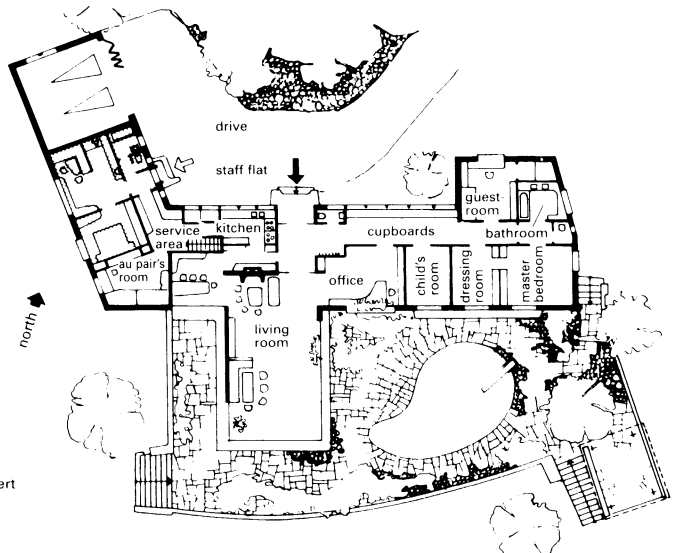 drive
staff flat
guest-
room
kitchen
cupboards
bathroom
service
area
au pair's
room
office
child's
room
dressing
room
master
bedroom
north
living
room
ert